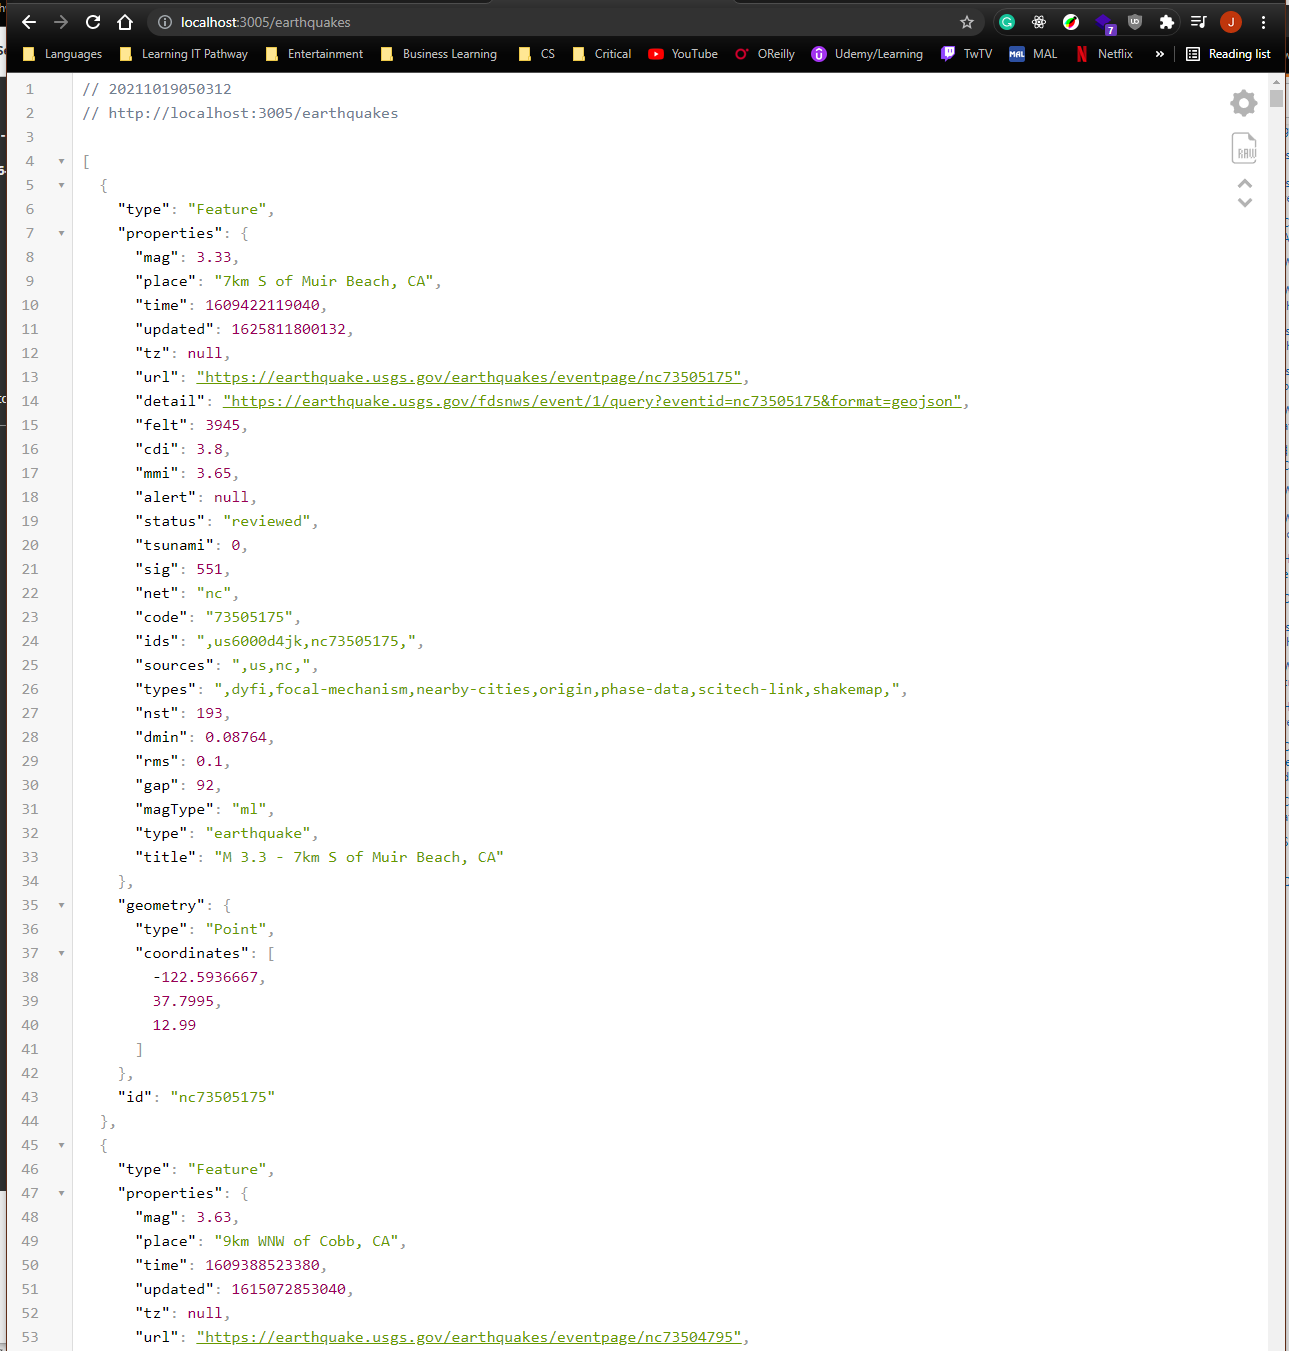 localhost:3005/earthquakes
7
J
Languages Learning IT Pathway Entertainment Business Learning CS Critical YouTube OReilly Udemy/Learning TwTV MAL MAL Netflix » Reading list
1 // 20211019050312
2 // http://localhost:3005/earthquakes
3
4 [
5 {
6 "type": "Feature",
7 "properties": {
8 "mag": 3.33,
9 "place": "7km S of Muir Beach, CA",
10 "time": 1609422119040,
11 "updated": 1625811800132,
12 "tz": null,
13 "url": "https://earthquake.usgs.gov/earthquakes/eventpage/nc73505175",
14 "detail": "https://earthquake.usgs.gov/fdsnws/event/1/query?eventid=nc73505175&format=geojson",
15 "felt": 3945,
16 "cdi": 3.8,
17 "mmi": 3.65,
18 "alert": null,
19 "status": "reviewed",
20 "tsunami": 0,
21 "sig": 551,
22 "net": "nc",
23 "code": "73505175",
24 "ids": ",us6000d4jk,nc73505175,",
25 "sources": ",us,nc,",
26 "types": ",dyfi,focal-mechanism,nearby-cities,origin,phase-data,scitech-link,shakemap,",
27 "nst": 193,
28 "dmin": 0.08764,
29 "rms": 0.1,
30 "gap": 92,
31 "magType": "ml",
32 "type": "earthquake",
33 "title": "M 3.3 - 7km S of Muir Beach, CA"
34 },
35 "geometry": {
36 "type": "Point",
37 "coordinates": [
38 -122.5936667,
39 37.7995,
40 12.99
41 ]
42 },
43 "id": "nc73505175"
44 },
45 {
46 "type": "Feature",
47 "properties": {
48 "mag": 3.63,
49 "place": "9km WNW of Cobb, CA",
50 "time": 1609388523380,
51 "updated": 1615072853040,
52 "tz": null,
53 "url": "https://earthquake.usgs.gov/earthquakes/eventpage/nc73504795",
RAW